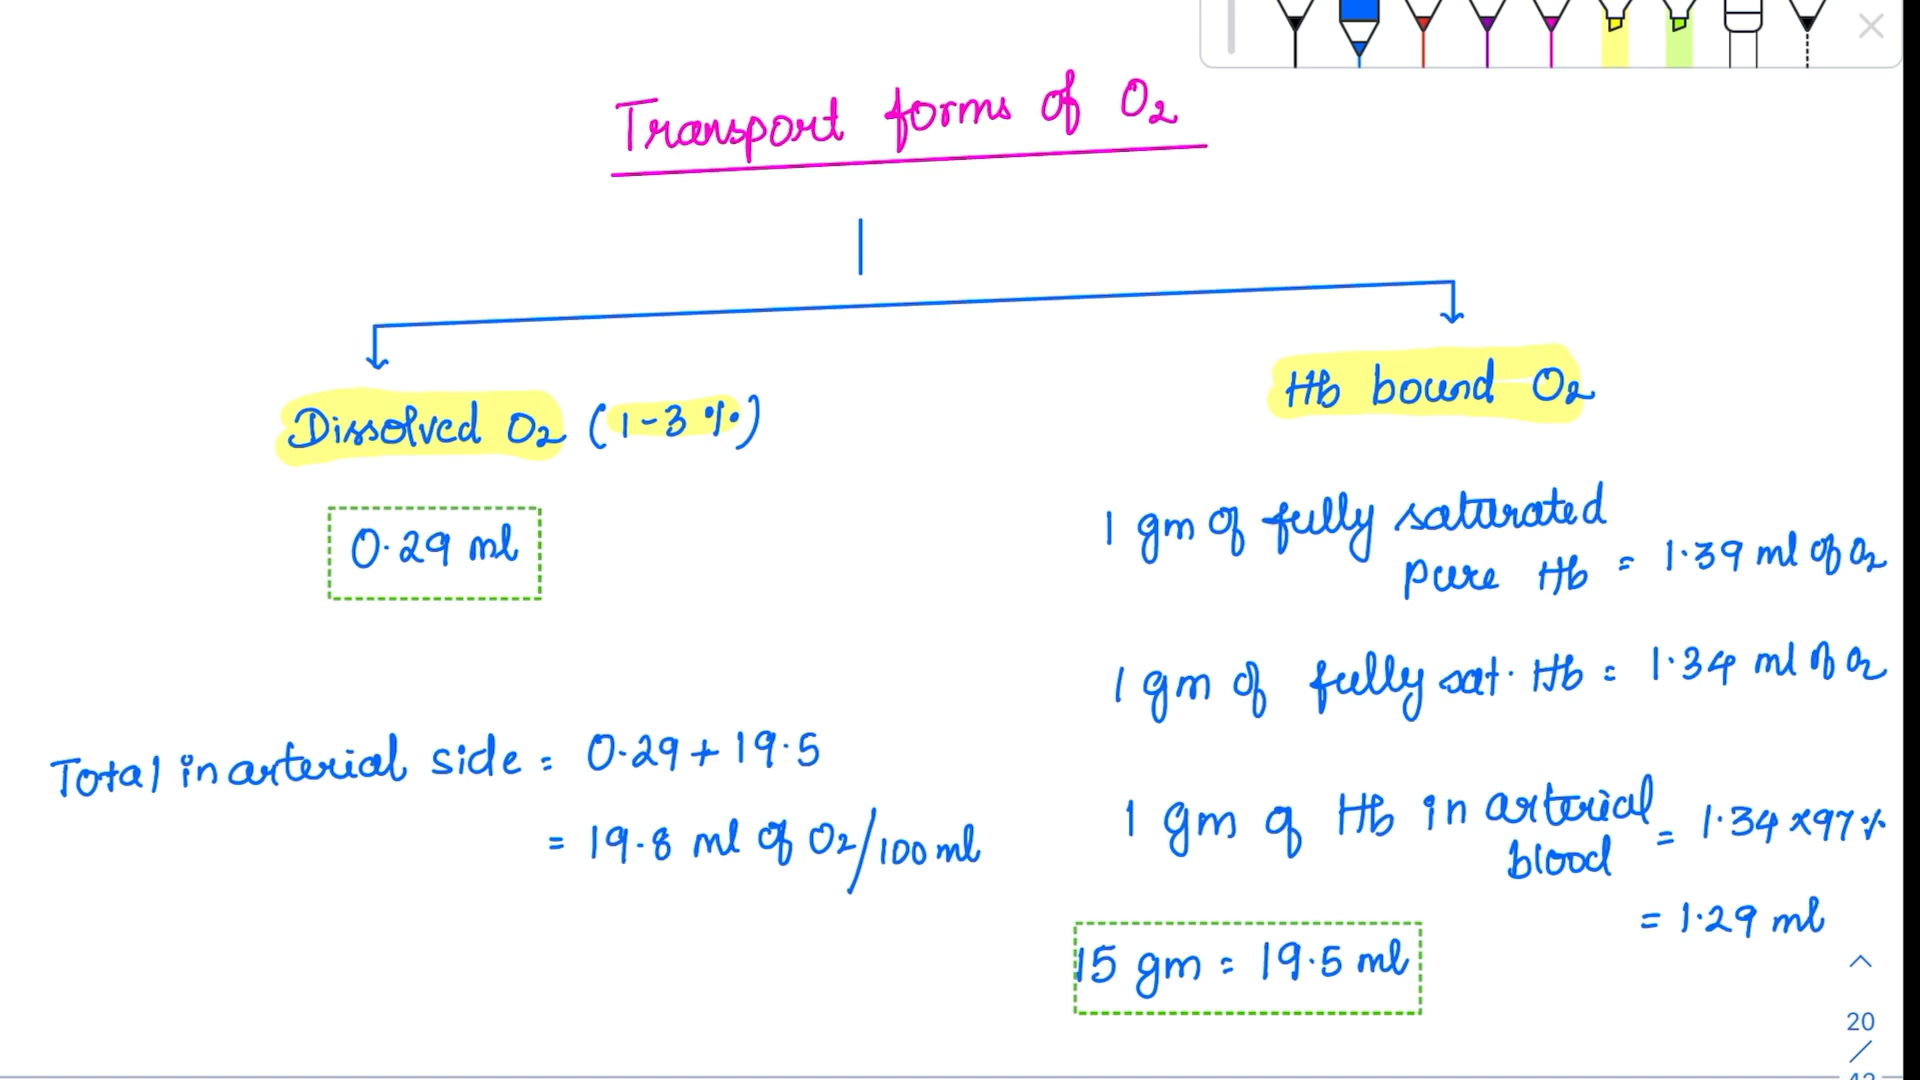 Transport forms of O2
Dissolved O2 (1-3%)
0.29 ml
Total in arterial side = 0.29 + 19.5
= 19.8 ml of O2/100 ml
Hb bound O2
1 gm of fully saturated
pure Hb = 1.39 ml of O2
1 gm of fully sat. Hb = 1.34 ml of O2
1 gm of Hb in arterial
blood = 1.34 x 97%
= 1.29 ml
15 gm = 19.5 ml
20
/